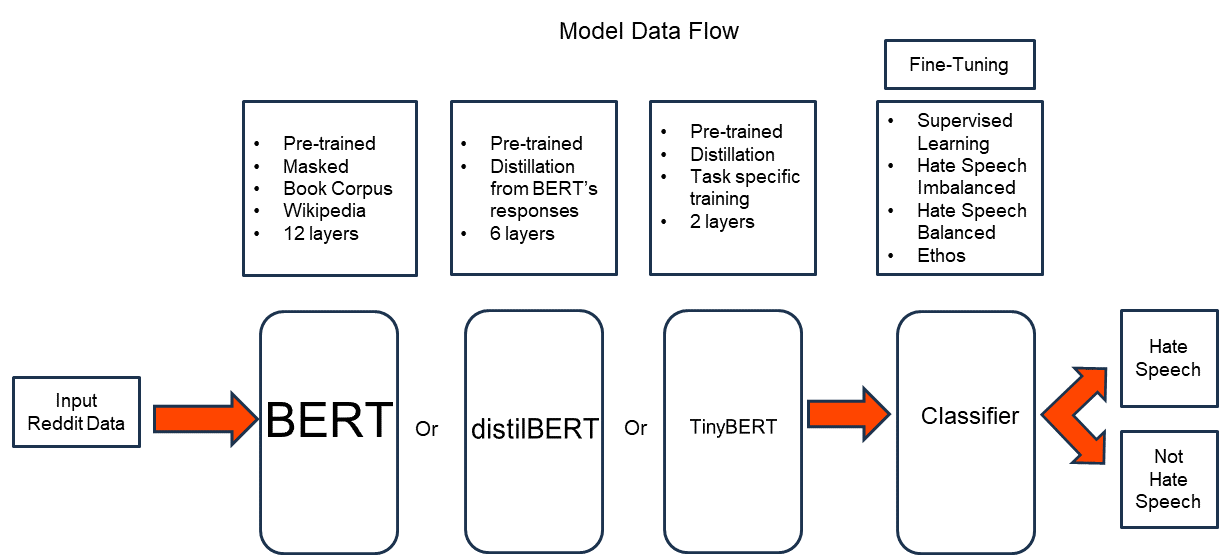 Model Data Flow
Fine-Tuning
• Pre-trained
• Masked
• Book Corpus
• Wikipedia
• 12 layers
• Pre-trained
• Distillation
from BERT’s
responses
• 6 layers
• Pre-trained
• Distillation
• Task specific
training
• 2 layers
• Supervised
Learning
• Hate Speech
Imbalanced
• Hate Speech
Balanced
• Ethos
Input
Reddit Data
BERT
Or
distilBERT
Or
TinyBERT
Classifier
Hate
Speech
Not
Hate
Speech